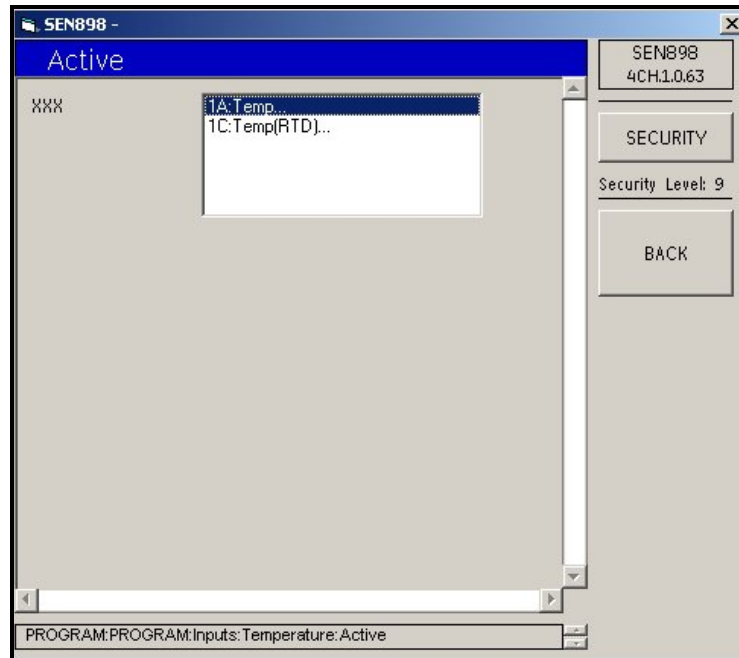 SEN898 -
Active
SEN898
4CH.1.0.63
XXX
1A:Temp...
1C:Temp(RTD)...
SECURITY
Security Level: 9
BACK
PROGRAM:PROGRAM:Inputs:Temperature:Active